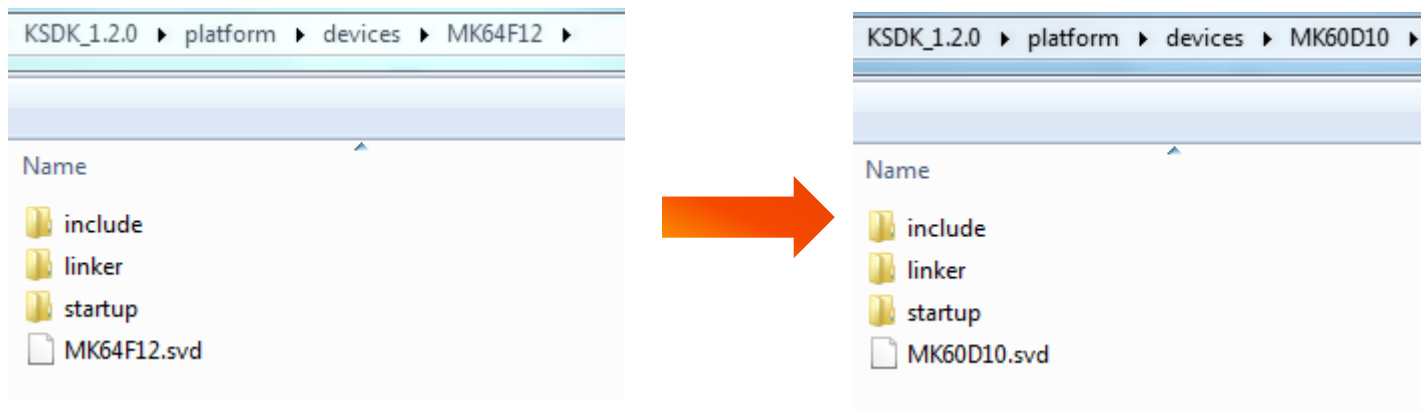 KSDK_1.2.0 ▸ platform ▸ devices ▸ MK64F12 ▸
Name
include
linker
startup
MK64F12.svd
KSDK_1.2.0 ▸ platform ▸ devices ▸ MK60D10 ▸
Name
include
linker
startup
MK60D10.svd